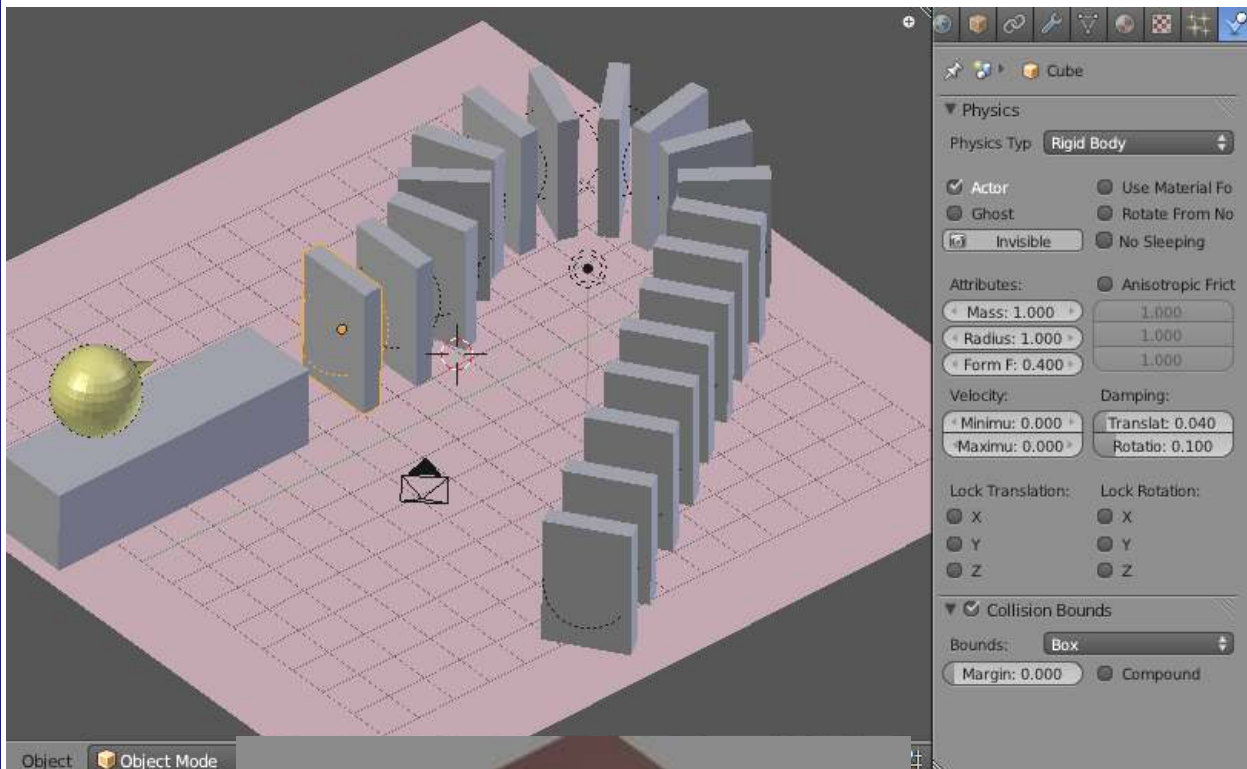 Cube
Physics
Physics Typ Rigid Body
Actor Use Material Fo
Ghost Rotate From No
Invisible No Sleeping
Attributes: Anisotropic Frict
Mass: 1.000 1.000
Radius: 1.000 1.000
Form F: 0.400 1.000
Velocity: Damping:
Minimu: 0.000 Translat: 0.040
Maximu: 0.000 Rotatio: 0.100
Lock Translation: Lock Rotation:
X X
Y Y
Z Z
Collision Bounds
Bounds: Box
Margin: 0.000 Compound
Object Object Mode